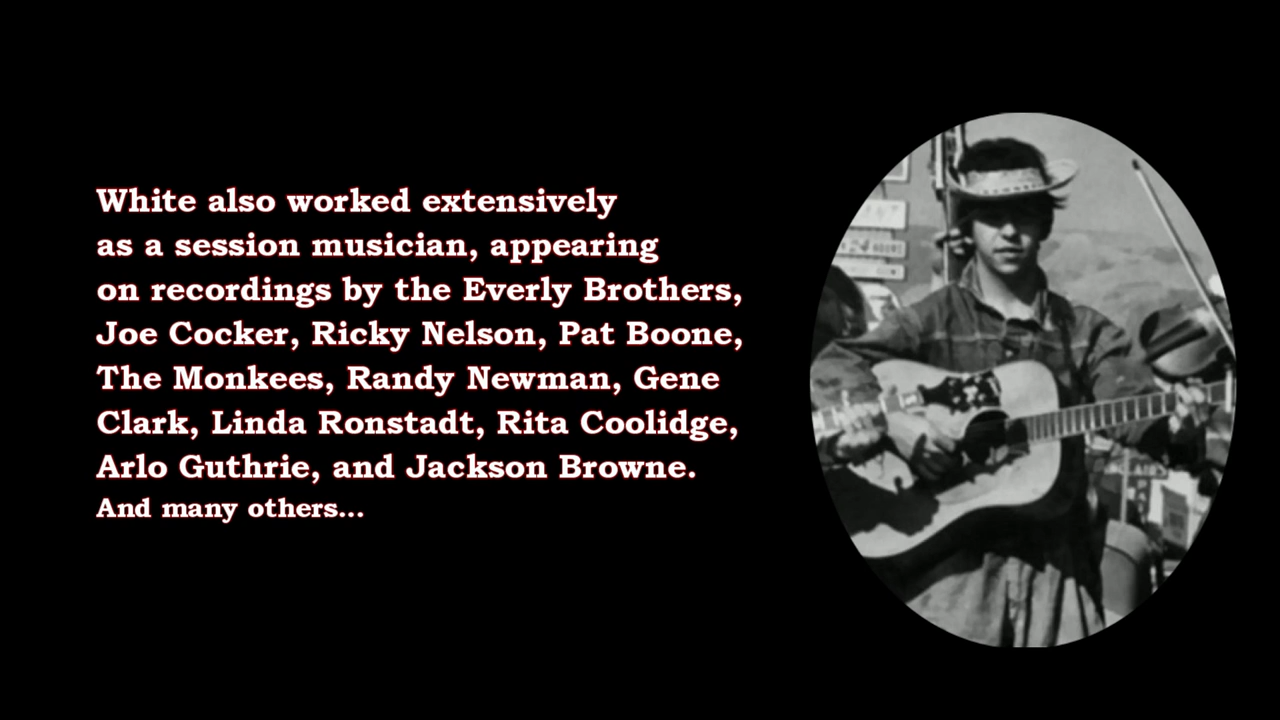 White also worked extensively
as a session musician, appearing
on recordings by the Everly Brothers,
Joe Cocker, Ricky Nelson, Pat Boone,
The Monkees, Randy Newman, Gene
Clark, Linda Ronstadt, Rita Coolidge,
Arlo Guthrie, and Jackson Browne.
And many others...